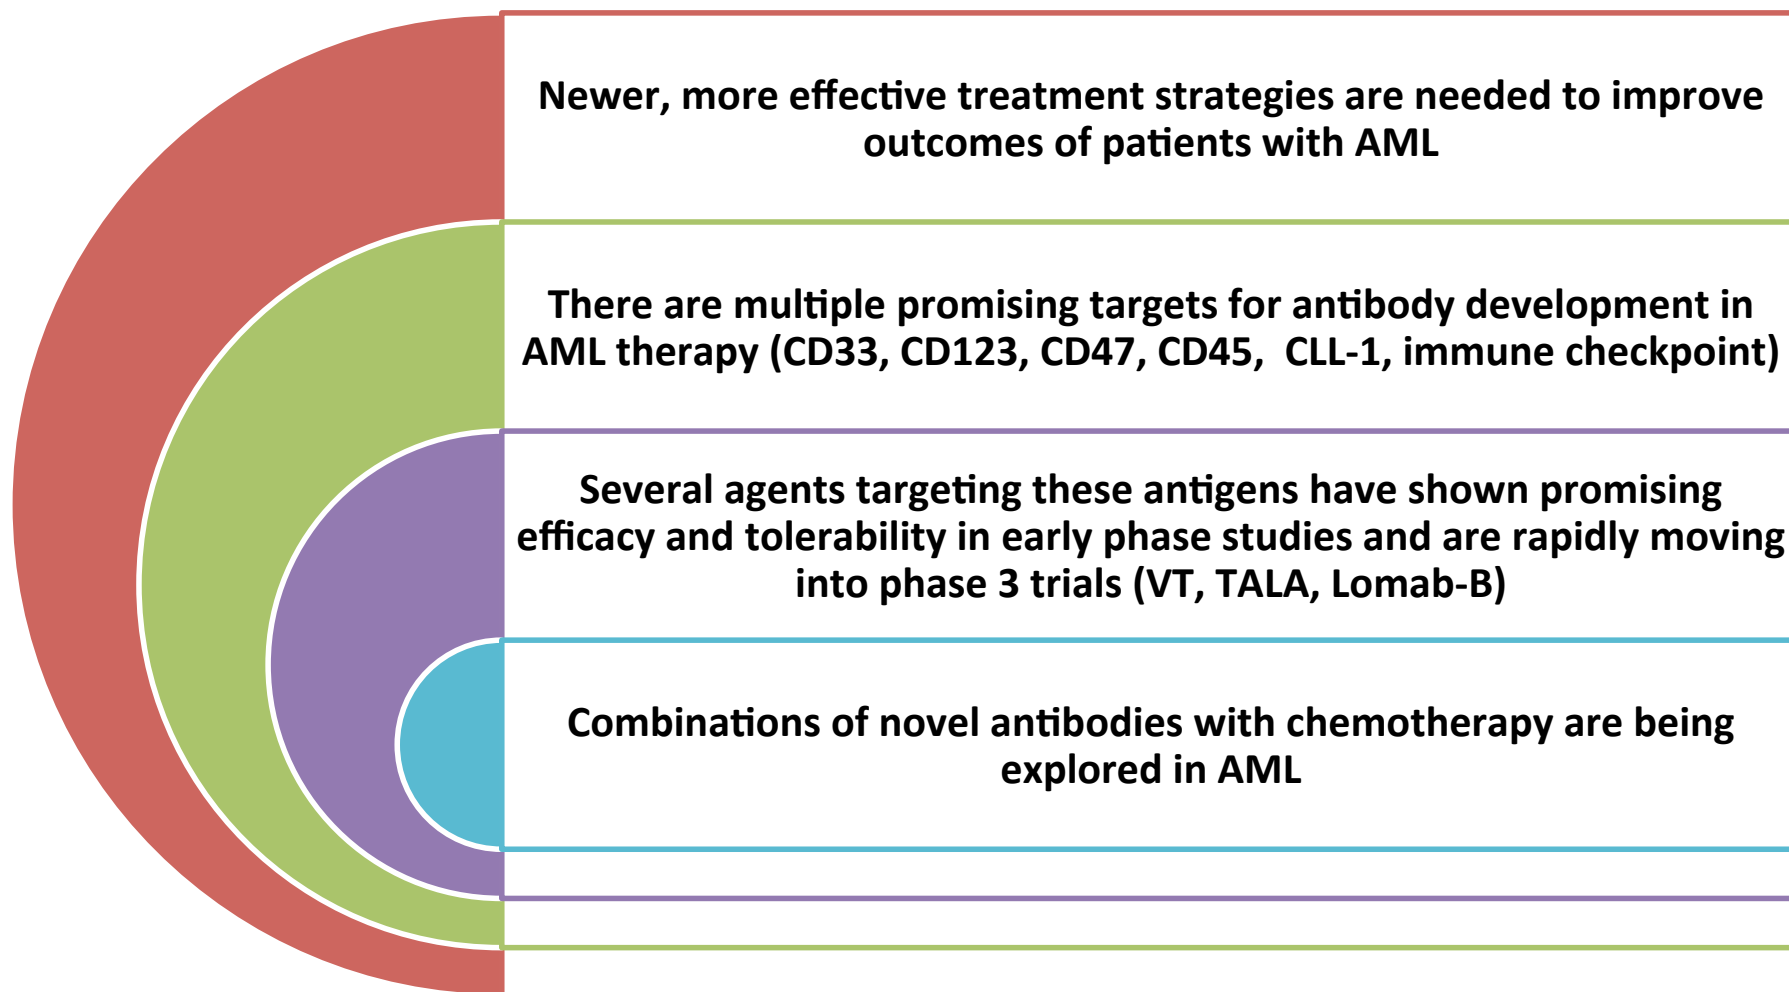 Newer, more effective treatment strategies are needed to improve
outcomes of patients with AML
There are multiple promising targets for antibody development in
AML therapy (CD33, CD123, CD47, CD45,  CLL-1, immune checkpoint)
Several agents targeting these antigens have shown promising
efficacy and tolerability in early phase studies and are rapidly moving
into phase 3 trials (VT, TALA, Lomab-B)
Combinations of novel antibodies with chemotherapy are being
explored in AML